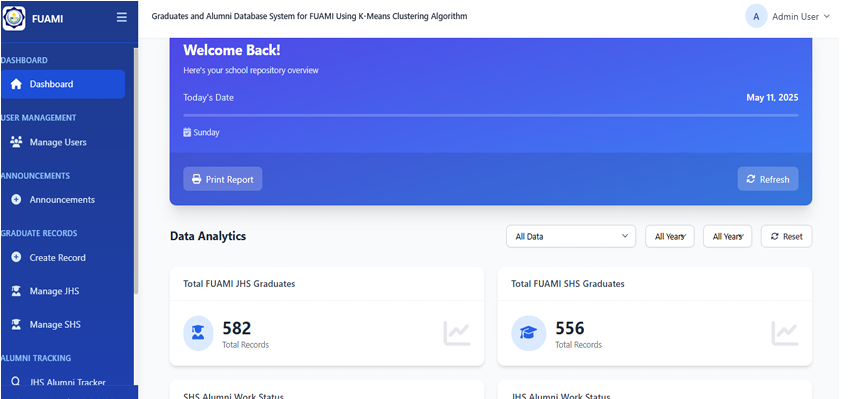 FUAMI
Graduates and Alumni Database System for FUAMI Using K-Means Clustering Algorithm
A
Admin User
DASHBOARD
Dashboard
USER MANAGEMENT
Manage Users
ANNOUNCEMENTS
Announcements
GRADUATE RECORDS
Create Record
Manage JHS
Manage SHS
ALUMNI TRACKING
JHS Alumni Tracker
Welcome Back!
Here's your school repository overview
Today's Date
May 11, 2025
Sunday
Print Report
Refresh
Data Analytics
All Data
All Years
All Years
Reset
Total FUAMI JHS Graduates
582
Total Records
Total FUAMI SHS Graduates
556
Total Records
SHS Alumni Work Status
JHS Alumni Work Status